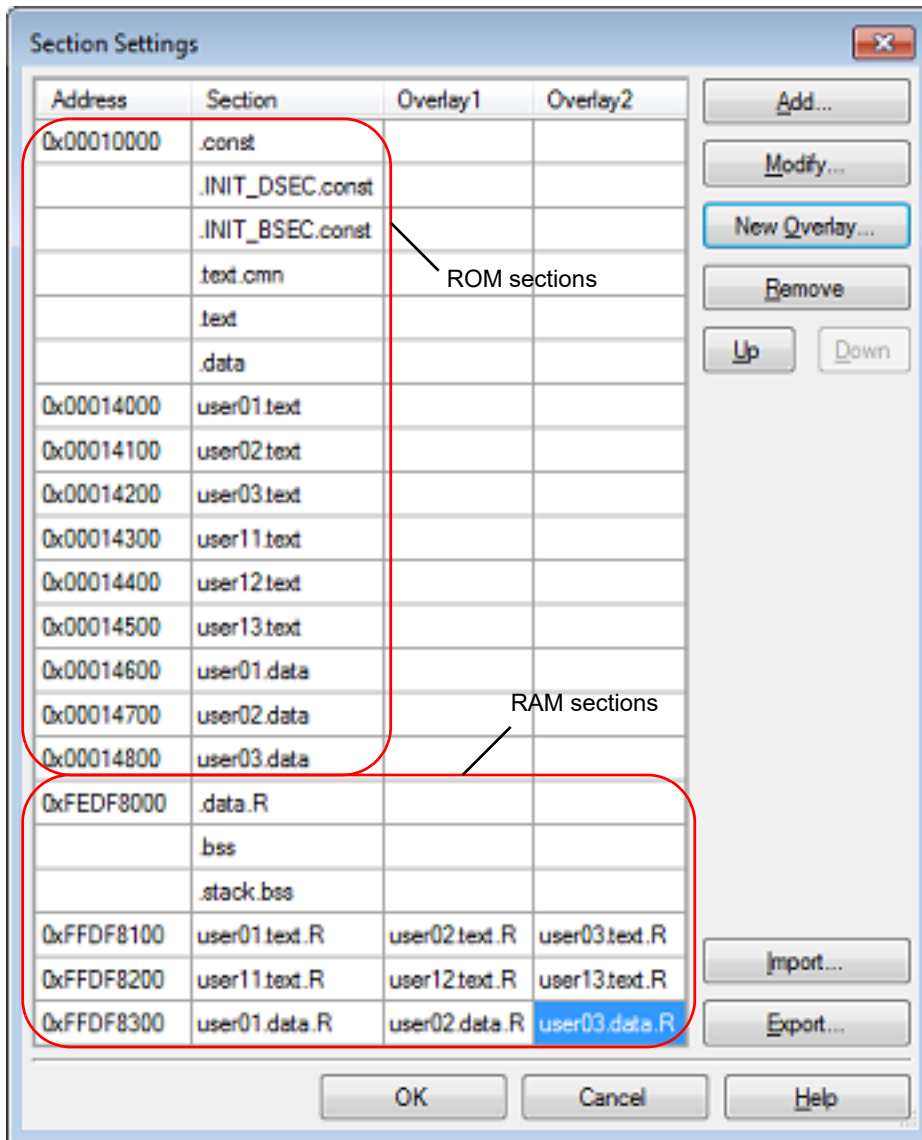 Section Settings
Address Section Overlay1 Overlay2
0x00010000 .const
.INIT_DSEC.const
.INIT_BSEC.const
.text.cmn
.text
.data
0x00014000 user01.text
0x00014100 user02.text
0x00014200 user03.text
0x00014300 user11.text
0x00014400 user12.text
0x00014500 user13.text
0x00014600 user01.data
0x00014700 user02.data
0x00014800 user03.data
0xFEDF8000 .data.R
.bss
.stack.bss
0xFFDF8100 user01.text.R user02.text.R user03.text.R
0xFFDF8200 user11.text.R user12.text.R user13.text.R
0xFFDF8300 user01.data.R user02.data.R user03.data.R
ROM sections
RAM sections
Add...
Modify...
New Overlay...
Remove
Up Down
Import...
Export...
OK Cancel Help